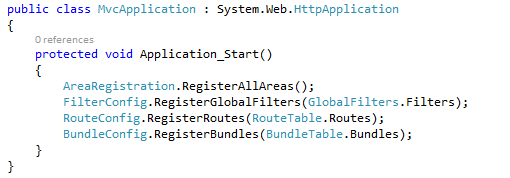 public class MvcApplication : System.Web.HttpApplication
{
0 references
protected void Application_Start()
{
AreaRegistration.RegisterAllAreas();
FilterConfig.RegisterGlobalFilters(GlobalFilters.Filters);
RouteConfig.RegisterRoutes(RouteTable.Routes);
BundleConfig.RegisterBundles(BundleTable.Bundles);
}
}